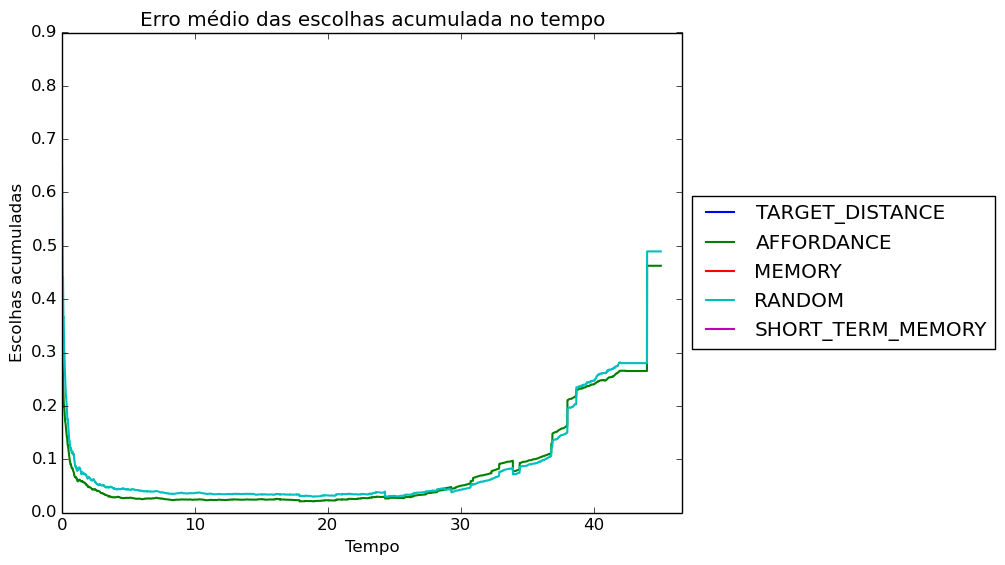 Erro médio das escolhas acumulada no tempo
0.9
0.8
0.7
0.6
0.5
0.4
0.3
0.2
0.1
0.0
Escolhas acumuladas
0 10 20 30 40
Tempo
TARGET_DISTANCE
AFFORDANCE
MEMORY
RANDOM
SHORT_TERM_MEMORY